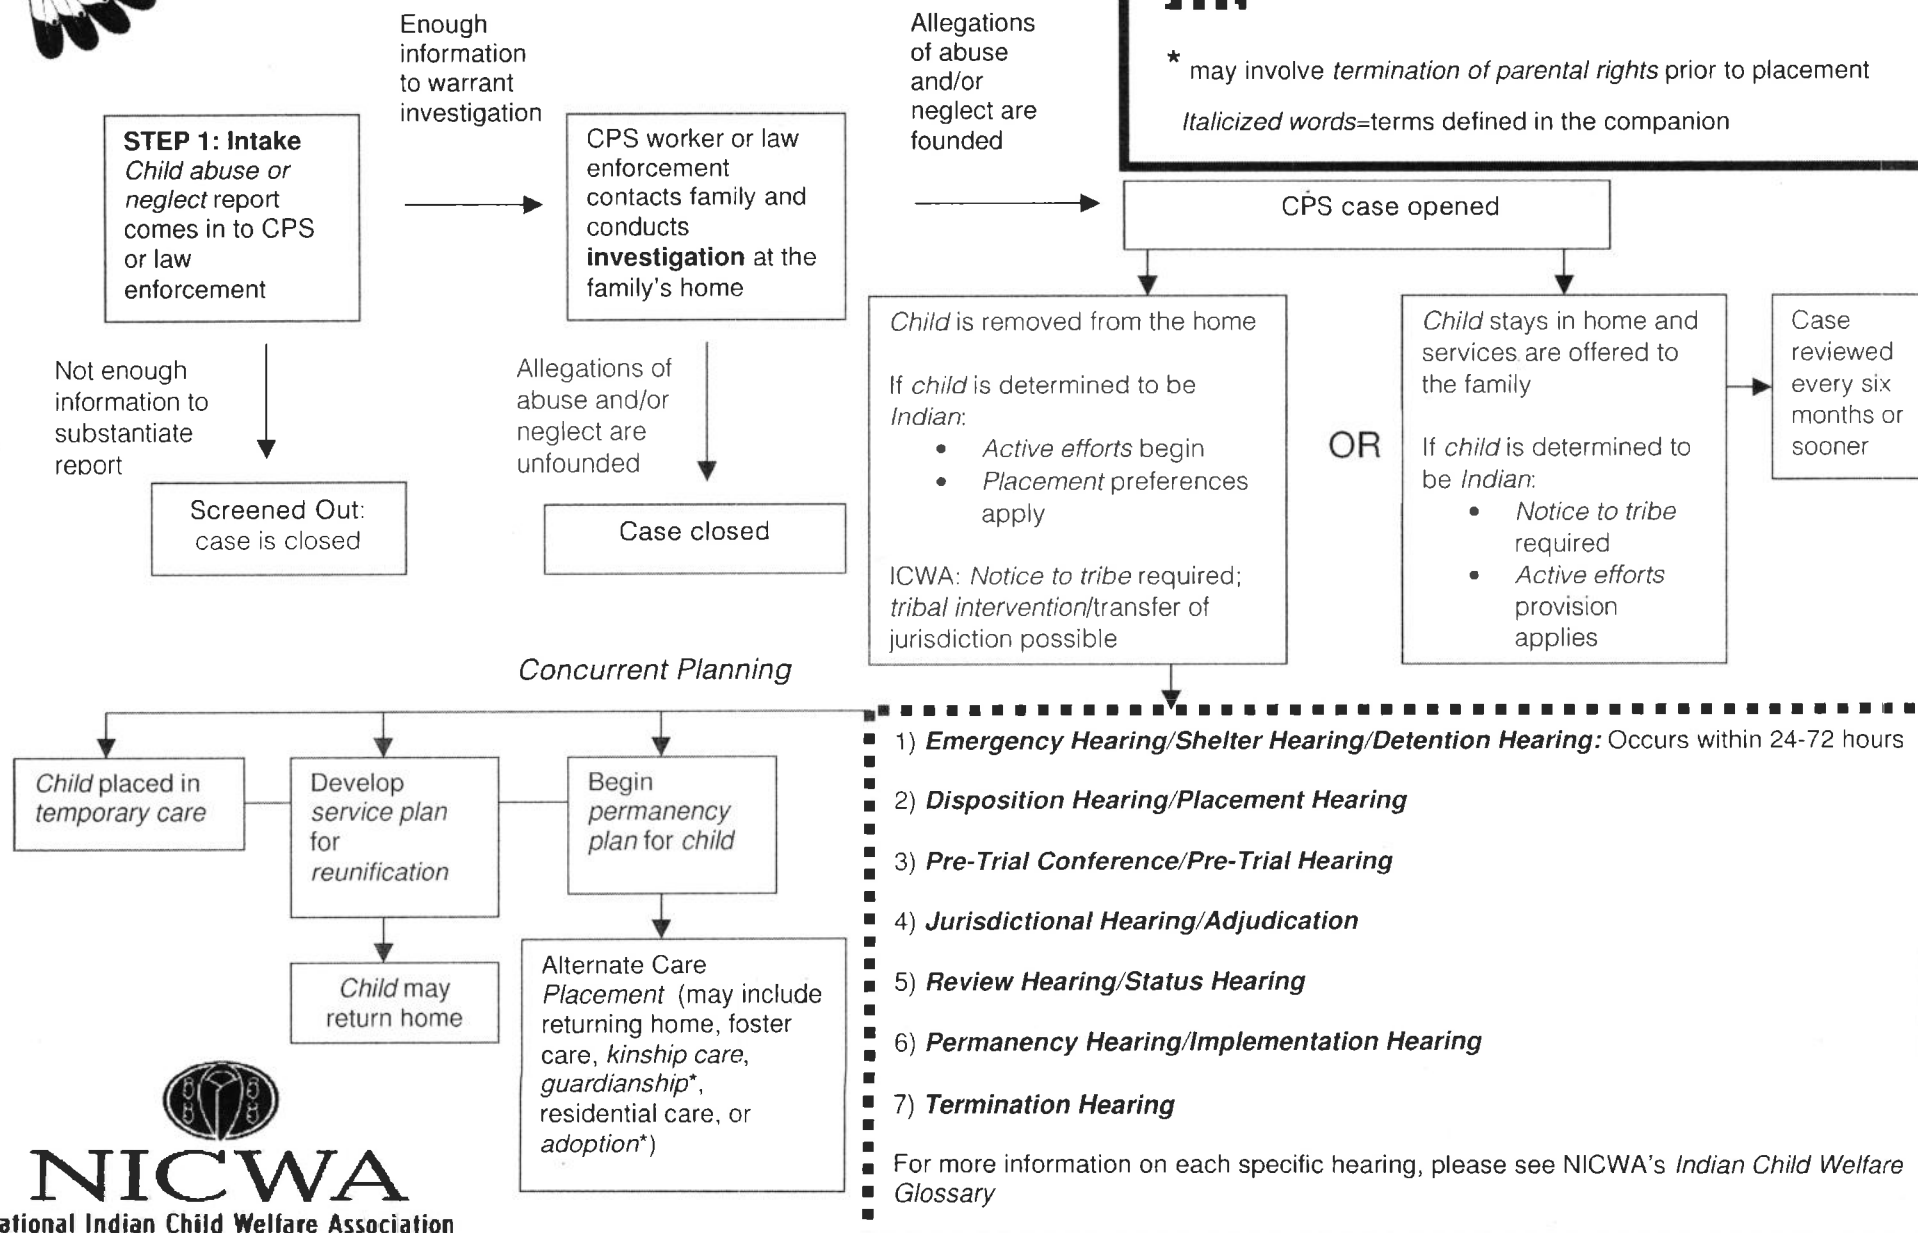 Enough
information
to warrant
investigation
Allegations
of abuse
and/or
neglect are
founded
* may involve termination of parental rights prior to placement
Italicized words=terms defined in the companion
STEP 1: Intake
Child abuse or
neglect report
comes in to CPS
or law
enforcement
CPS worker or law
enforcement
contacts family and
conducts
investigation at the
family's home
CPS case opened
Not enough
information to
substantiate
report
Allegations of
abuse and/or
neglect are
unfounded
Screened Out:
case is closed
Case closed
Child is removed from the home
If child is determined to be
Indian:
• Active efforts begin
• Placement preferences
apply
ICWA: Notice to tribe required;
tribal intervention/transfer of
jurisdiction possible
OR
Child stays in home and
services are offered to
the family
If child is determined to
be Indian:
• Notice to tribe
required
• Active efforts
provision
applies
Case
reviewed
every six
months or
sooner
Concurrent Planning
Child placed in
temporary care
Develop
service plan
for
reunification
Begin
permanency
plan for child
Child may
return home
Alternate Care
Placement (may include
returning home, foster
care, kinship care,
guardianship*,
residential care, or
adoption*)
1) Emergency Hearing/Shelter Hearing/Detention Hearing: Occurs within 24-72 hours
2) Disposition Hearing/Placement Hearing
3) Pre-Trial Conference/Pre-Trial Hearing
4) Jurisdictional Hearing/Adjudication
5) Review Hearing/Status Hearing
6) Permanency Hearing/Implementation Hearing
7) Termination Hearing
For more information on each specific hearing, please see NICWA's Indian Child Welfare
Glossary
NICWA
ational Indian Child Welfare Association